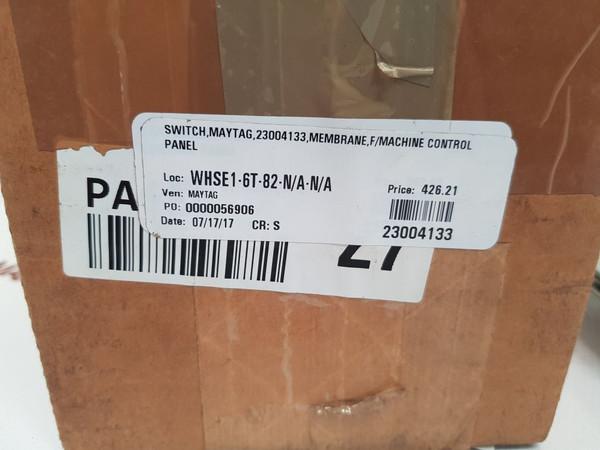 SWITCH,MAYTAG,23004133,MEMBRANE,F/MACHINE CONTROL
PANEL
Loc: WHSE1-6T-82-N/A-N/A
Price: 426.21
Ven: MAYTAG
PO: 0000056906
Date: 07/17/17 CR: S
23004133
PA
27